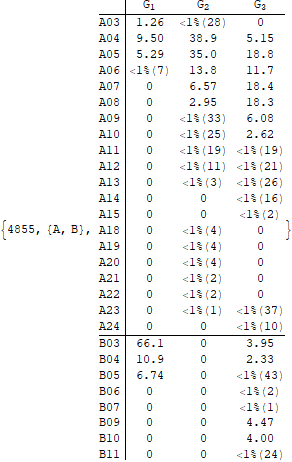 G1 G2 G3
A03 1.26 <1%(28) 0
A04 9.50 38.9 5.15
A05 5.29 35.0 18.8
A06 <1%(7) 13.8 11.7
A07 0 6.57 18.4
A08 0 2.95 18.3
A09 0 <1%(33) 6.08
A10 0 <1%(25) 2.62
A11 0 <1%(19) <1%(19)
A12 0 <1%(11) <1%(21)
A13 0 <1%(3) <1%(26)
A14 0 0 <1%(16)
A15 0 0 <1%(2)
{4855, {A, B}, A18 0 <1%(4) 0 }
A19 0 <1%(4) 0
A20 0 <1%(4) 0
A21 0 <1%(2) 0
A22 0 <1%(2) 0
A23 0 <1%(1) <1%(37)
A24 0 0 <1%(10)
B03 66.1 0 3.95
B04 10.9 0 2.33
B05 6.74 0 <1%(43)
B06 0 0 <1%(2)
B07 0 0 <1%(1)
B09 0 0 4.47
B10 0 0 4.00
B11 0 0 <1%(24)